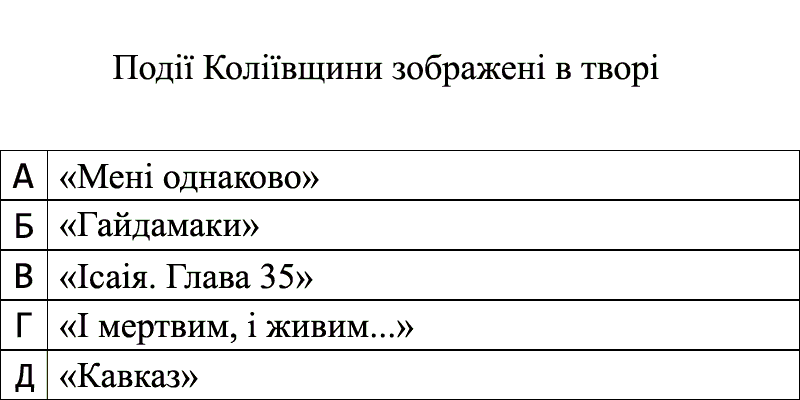 Події Коліївщини зображені в творі
А «Мені однаково»
Б «Гайдамаки»
В «Ісаія. Глава 35»
Г «І мертвим, і живим...»
Д «Кавказ»